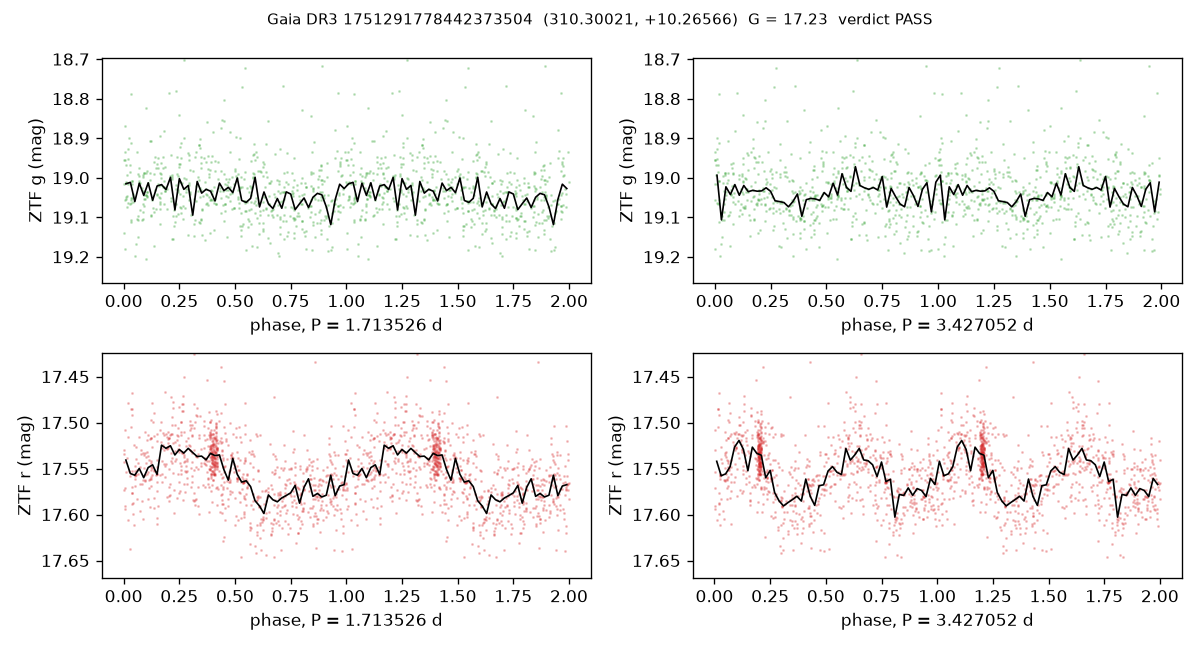 Gaia DR3 1751291778442373504 (310.30021, +10.26566) G = 17.23 verdict PASS
18.7
18.8
18.9
19.0
19.1
19.2
ZTF g (mag)
0.00 0.25 0.50 0.75 1.00 1.25 1.50 1.75 2.00
phase, P = 1.713526 d
18.7
18.8
18.9
19.0
19.1
19.2
ZTF g (mag)
0.00 0.25 0.50 0.75 1.00 1.25 1.50 1.75 2.00
phase, P = 3.427052 d
17.45
17.50
17.55
17.60
17.65
ZTF r (mag)
0.00 0.25 0.50 0.75 1.00 1.25 1.50 1.75 2.00
phase, P = 1.713526 d
17.45
17.50
17.55
17.60
17.65
ZTF r (mag)
0.00 0.25 0.50 0.75 1.00 1.25 1.50 1.75 2.00
phase, P = 3.427052 d